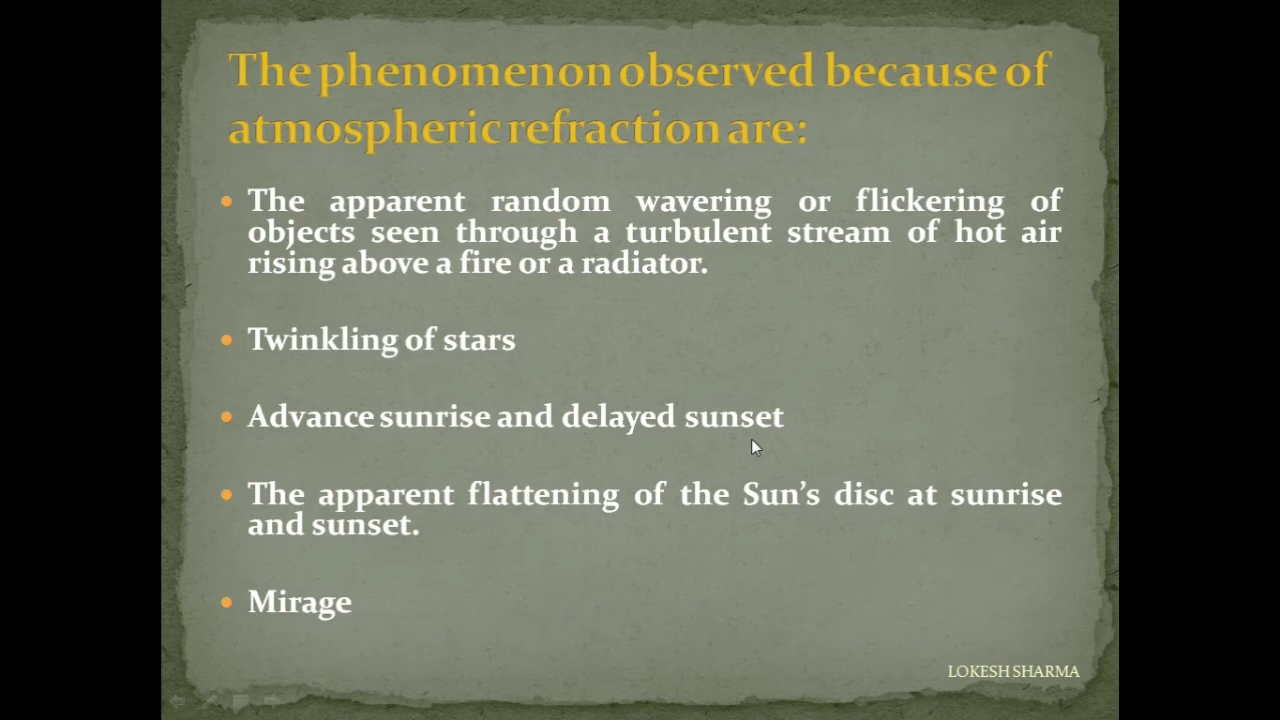 The phenomenon observed because of
atmospheric refraction are:
• The apparent random wavering or flickering of
objects seen through a turbulent stream of hot air
rising above a fire or a radiator.
• Twinkling of stars
• Advance sunrise and delayed sunset
• The apparent flattening of the Sun's disc at sunrise
and sunset.
• Mirage
LOKESH SHARMA